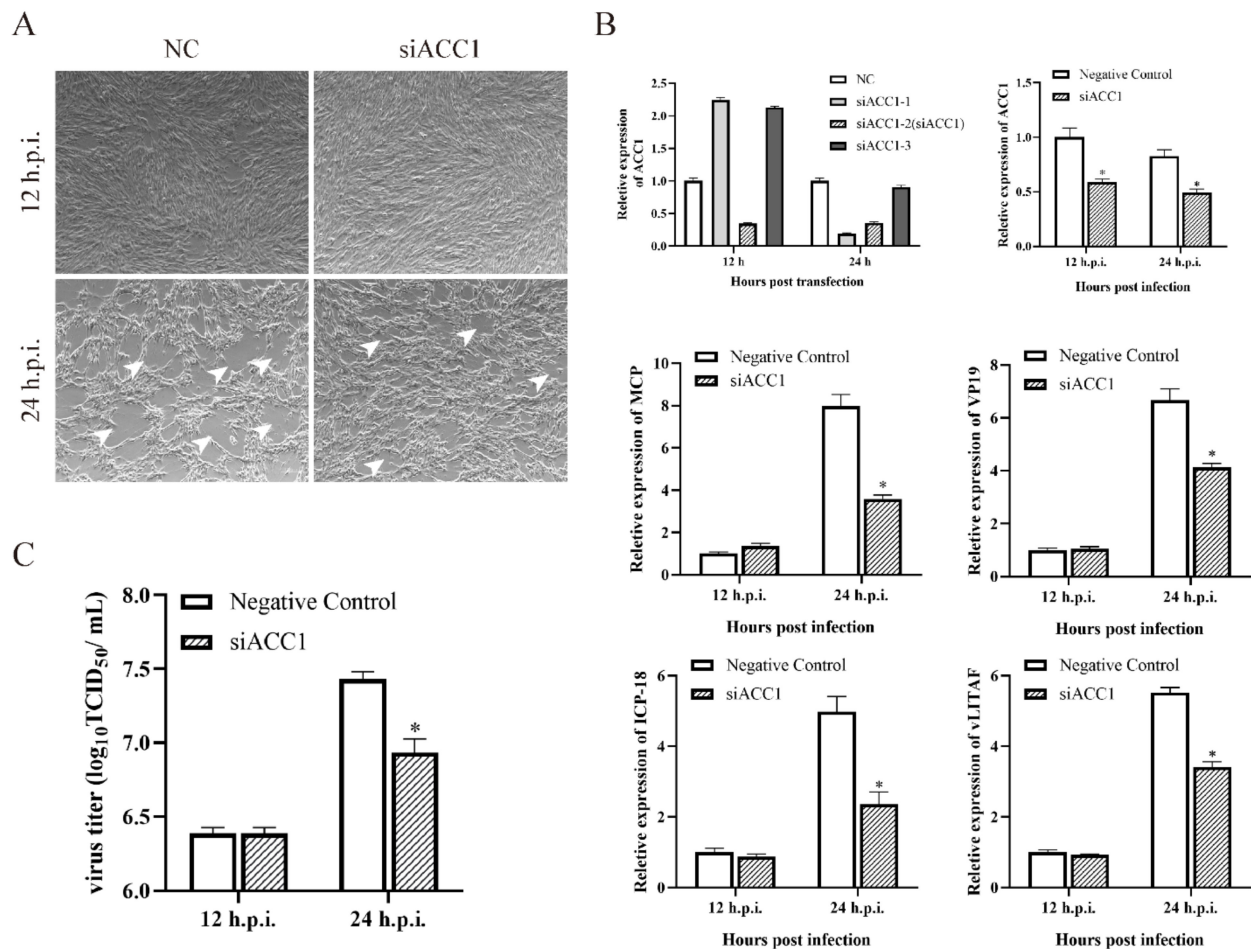 A
NC
siACC1
12 h.p.i.
24 h.p.i.
B
Reletive expression
of ACC1
2.5
2.0
1.5
1.0
0.5
0.0
NC
siACC1-1
siACC1-2(siACC1)
siACC1-3
12 h
24 h
Hours post transfection
Reletive expression of ACC1
1.5
1.0
0.5
0.0
Negative Control
siACC1
*
*
12 h.p.i.
24 h.p.i.
Hours post infection
Reletive expression of MCP
10
8
6
4
2
0
Negative Control
siACC1
*
12 h.p.i.
24 h.p.i.
Hours post infection
Reletive expression of VP19
8
6
4
2
0
Negative Control
siACC1
*
12 h.p.i.
24 h.p.i.
Hours post infection
Reletive expression of ICP-18
6
4
2
0
Negative Control
siACC1
*
12 h.p.i.
24 h.p.i.
Hours post infection
Reletive expression of vLITAF
6
4
2
0
Negative Control
siACC1
*
12 h.p.i.
24 h.p.i.
Hours post infection
C
virus titer (log10TCID50/ mL)
8.0
7.5
7.0
6.5
6.0
Negative Control
siACC1
*
12 h.p.i.
24 h.p.i.